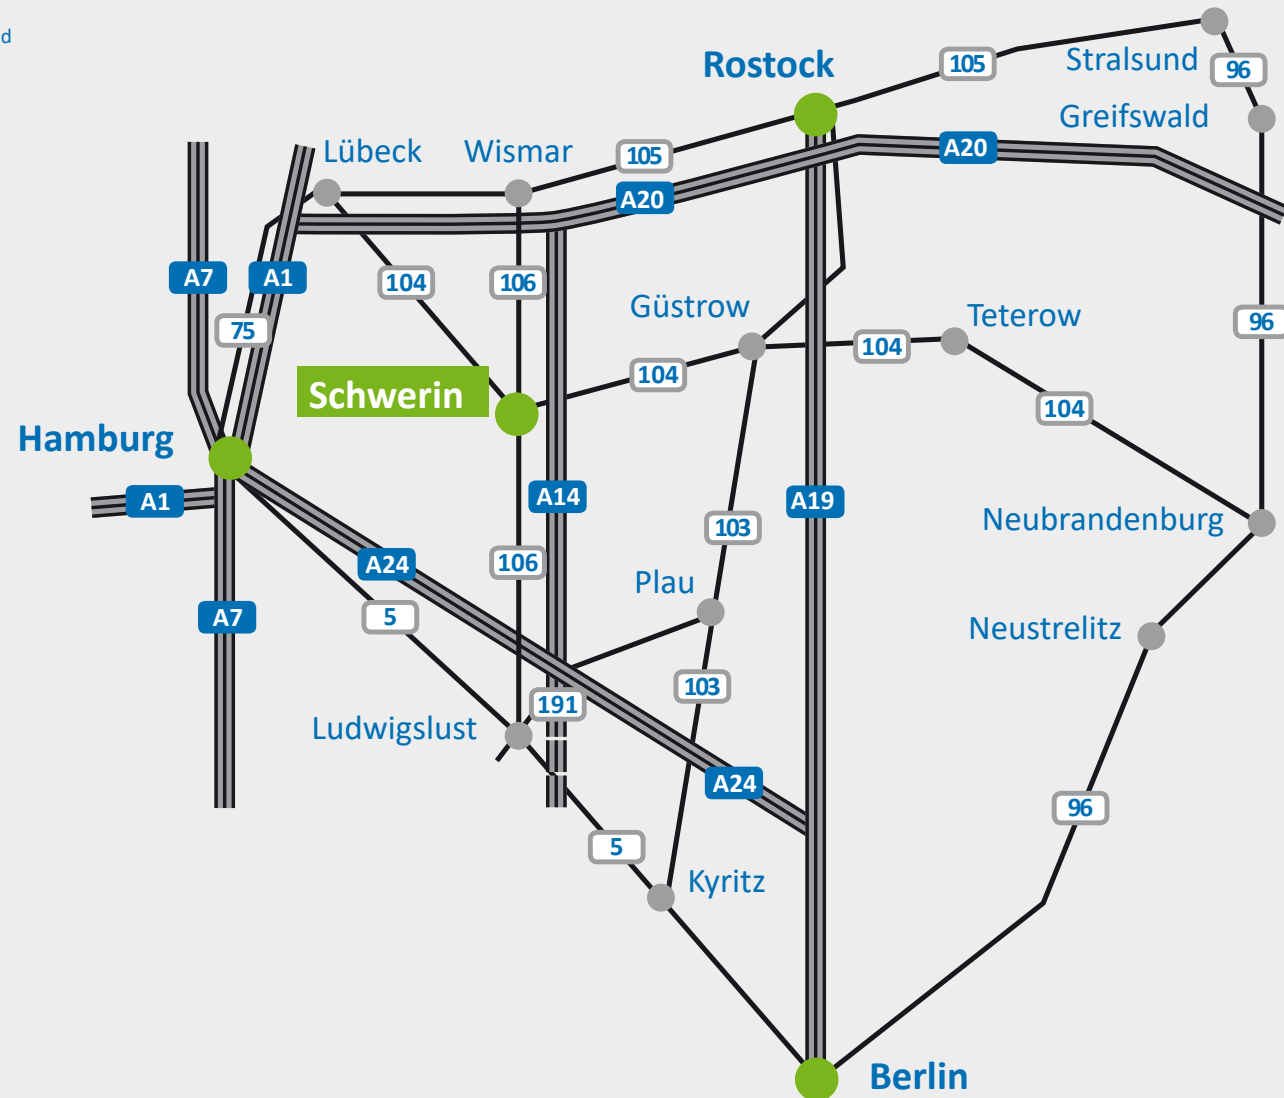 d
Rostock
105
Stralsund
96
Greifswald
Lübeck
Wismar
105
A20
A20
A7
A1
104
106
75
Güstrow
Teterow
96
104
104
104
Schwerin
Hamburg
A1
A14
A19
103
Neubrandenburg
A24
106
Plau
5
A7
Neustrelitz
103
191
Ludwigslust
A24
96
5
Kyritz
Berlin